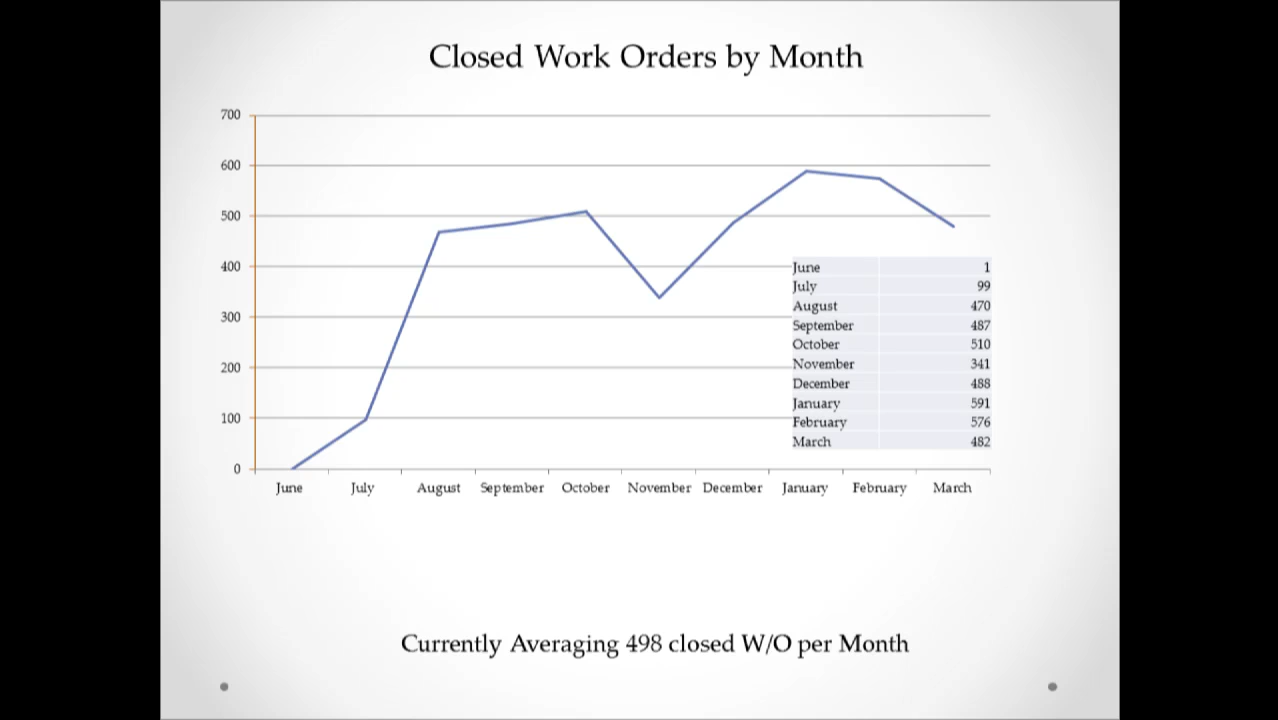 Closed Work Orders by Month
700
600
500
400
300
200
100
0
June July August September October November December January February March
June 1
July 99
August 470
September 487
October 510
November 341
December 488
January 591
February 576
March 482
Currently Averaging 498 closed W/O per Month